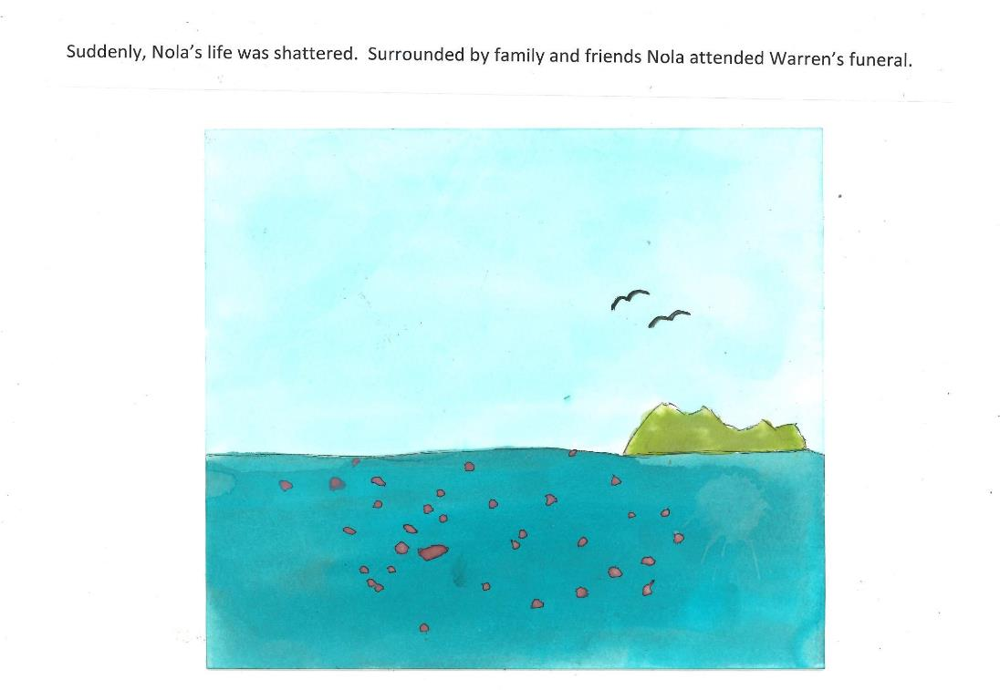 Suddenly, Nola’s life was shattered.  Surrounded by family and friends Nola attended Warren’s funeral.